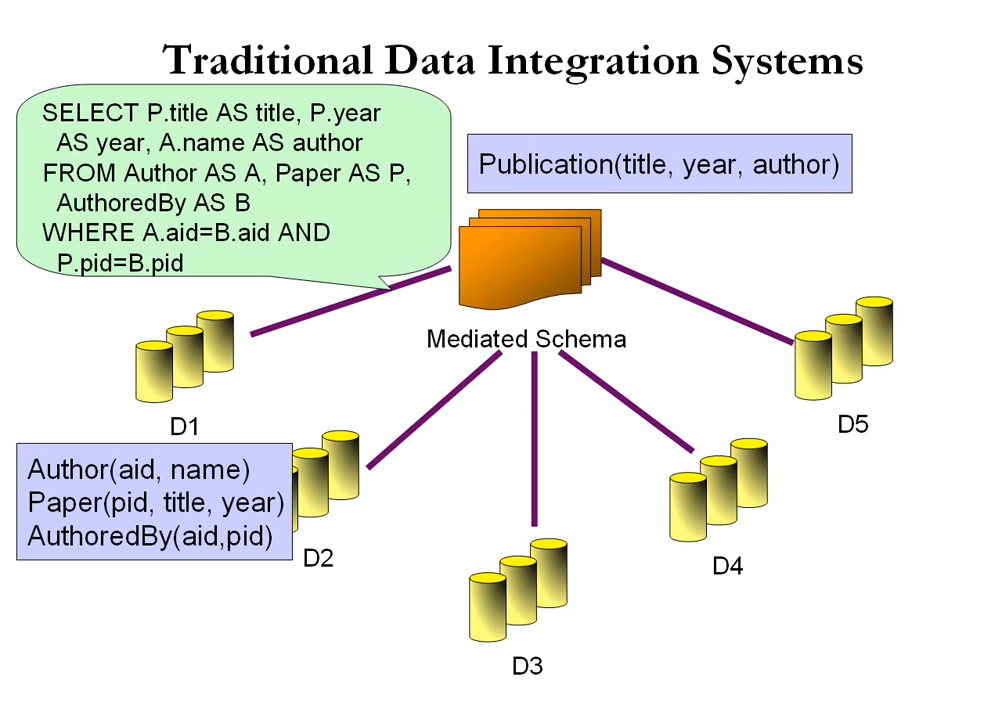 Traditional Data Integration Systems
SELECT P.title AS title, P.year
AS year, A.name AS author
FROM Author AS A, Paper AS P,
AuthoredBy AS B
WHERE A.aid=B.aid AND
P.pid=B.pid
Publication(title, year, author)
Mediated Schema
D1
D5
Author(aid, name)
Paper(pid, title, year)
AuthoredBy(aid,pid)
D2
D4
D3